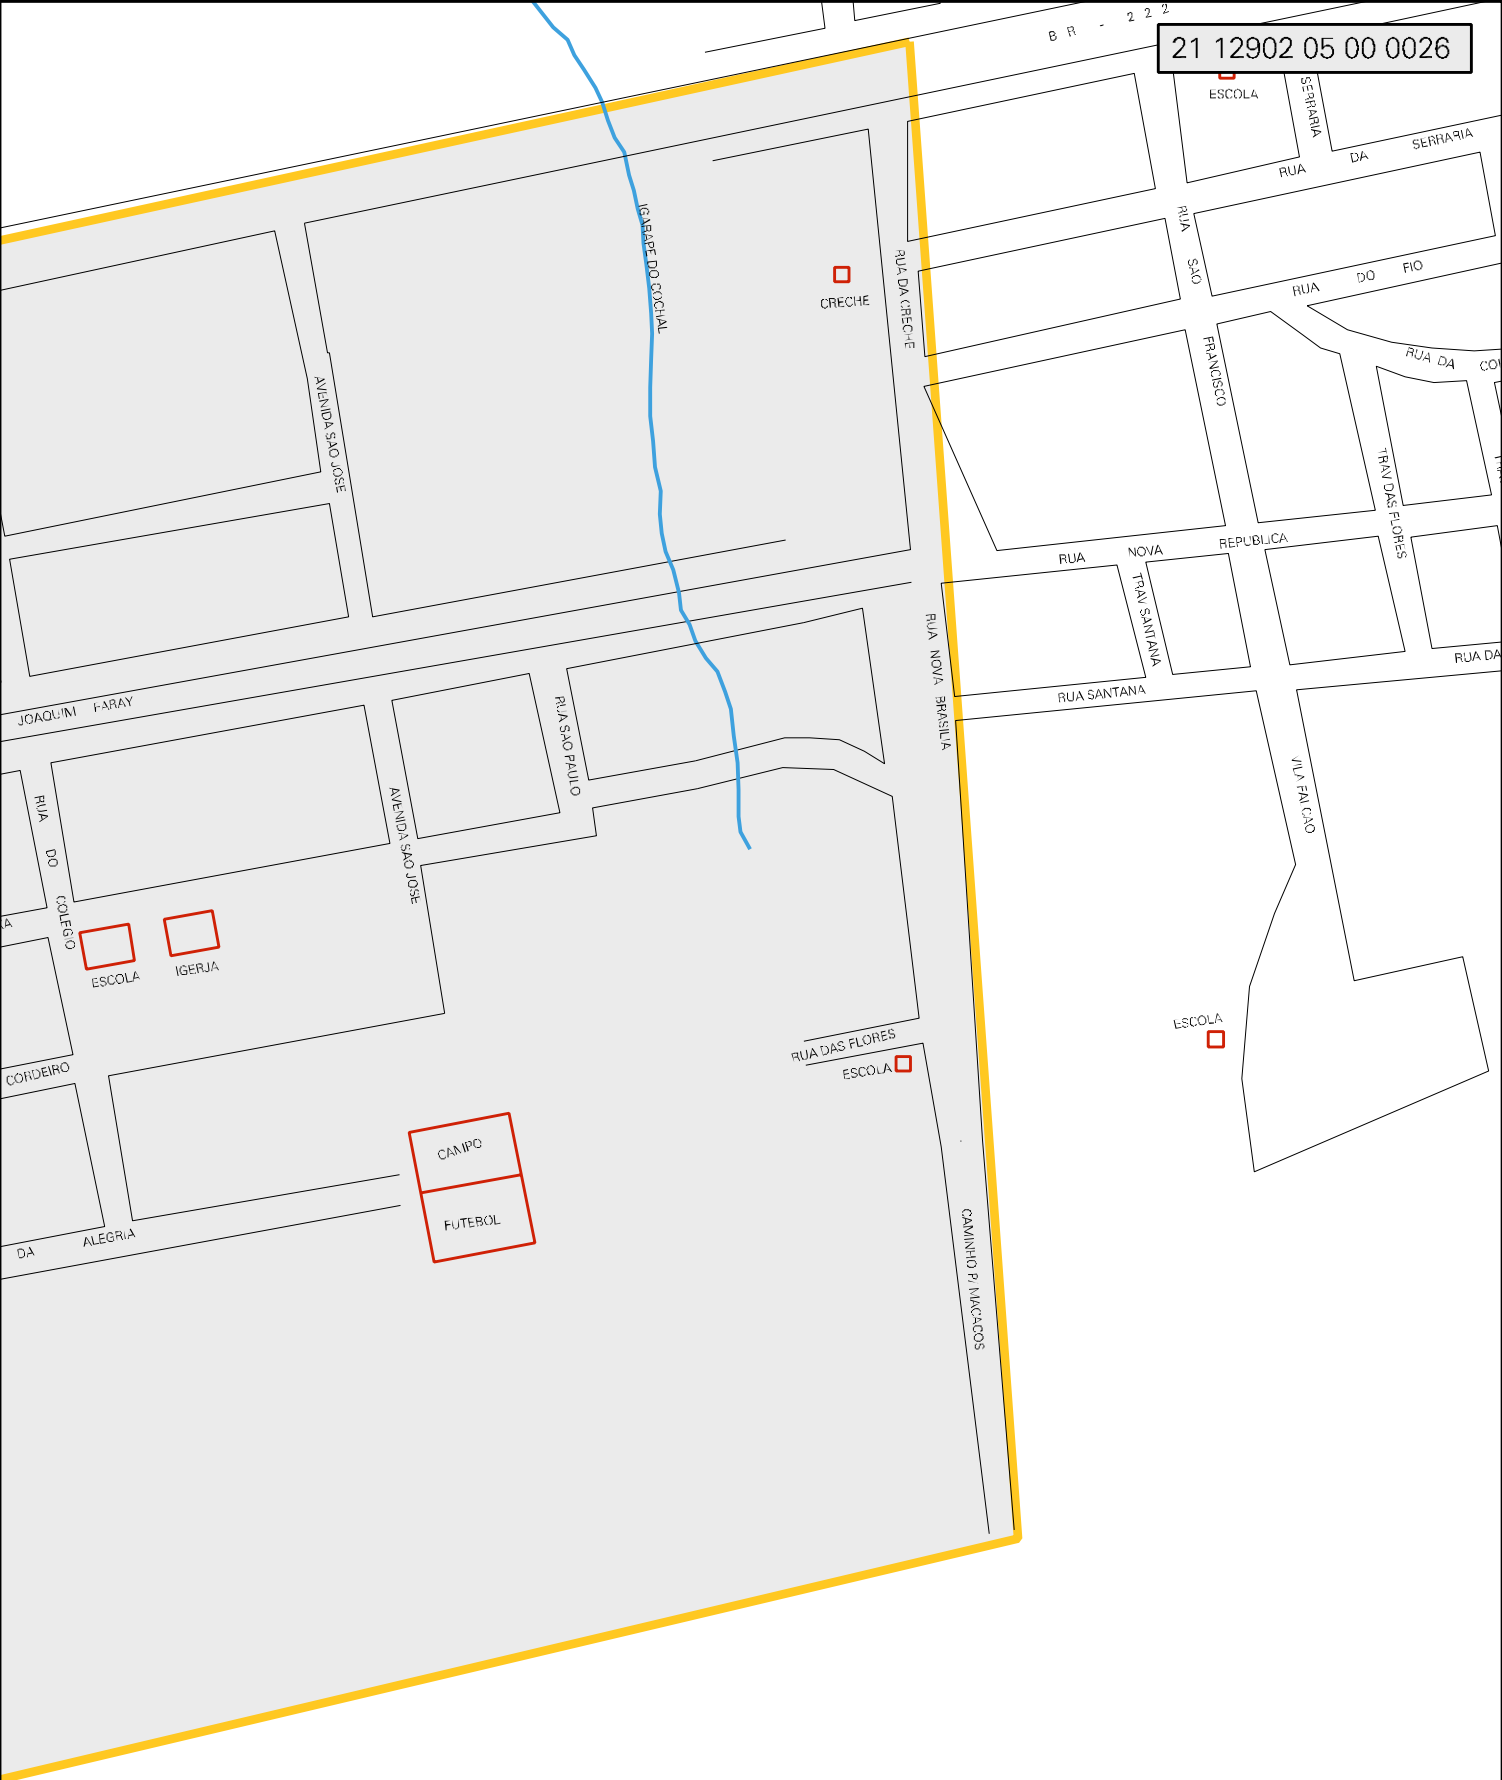 BR - 222
21 12902 05 00 0026
ESCOLA
SERRARIA
RUA DA SERRARIA
IGARAPE DO COCHAL
RUA DA CRECHE
CRECHE
RUA SAO FRANCISCO
RUA DO FIO
RUA DA
AVENIDA SAO JOSE
TRAV DAS FLORES
RUA NOVA REPUBLICA
TRAV SANTANA
RUA NOVA BRASILIA
RUA SANTANA
RUA DA
JOAQUIM FARAY
RUA SAO PAULO
RUA DO COLEGIO
AVENIDA SAO JOSE
VILA FALCAO
ESCOLA
IGERJA
ESCOLA
RUA DAS FLORES
ESCOLA
CORDEIRO
CAMPO
FUTEBOL
DA ALEGRIA
CAMINHO P/ MACACOS